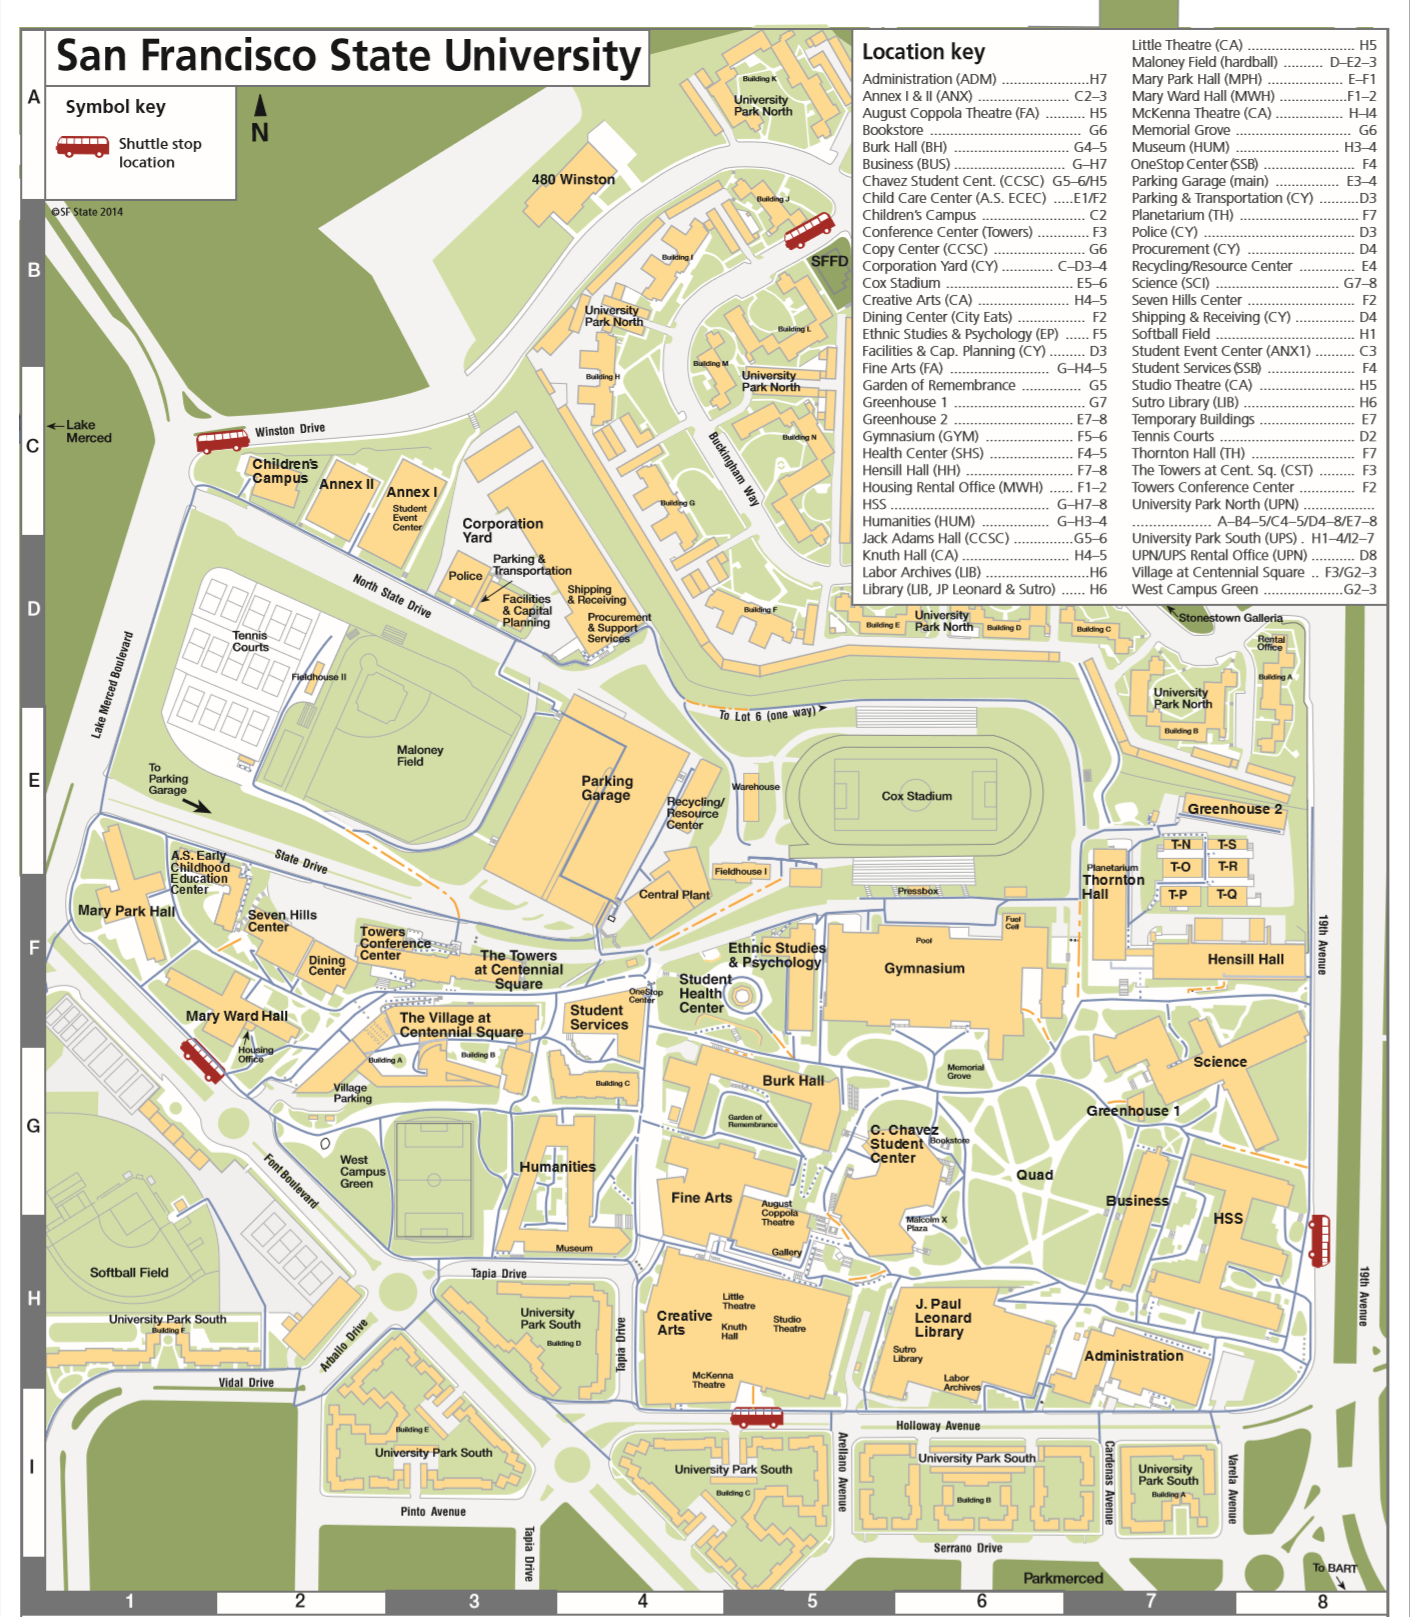 San Francisco State University
Symbol key
Shuttle stop
location
N
©SF State 2014
Location key
Administration (ADM) ......................H7
Annex I & II (ANX) ....................... C2–3
August Coppola Theatre (FA) .......... H5
Bookstore ........................................ G6
Burk Hall (BH) ................................ G4–5
Business (BUS) ............................... G–H7
Chavez Student Cent. (CCSC) G5–6/H5
Child Care Center (A.S. ECEC) .....E1/F2
Children's Campus ......................... C2
Conference Center (Towers) .......... F3
Copy Center (CCSC) ......................... G6
Corporation Yard (CY) ............. C–D3–4
Cox Stadium ................................... E5–6
Creative Arts (CA) .......................... H4–5
Dining Center (City Eats) ................... F2
Ethnic Studies & Psychology (EP) ...... F5
Facilities & Cap. Planning (CY) ......... D3
Fine Arts (FA) ............................ G–H4–5
Garden of Remembrance ................. G5
Greenhouse 1 .................................. G7
Greenhouse 2 ............................... E7–8
Gymnasium (GYM) ........................ F5–6
Health Center (SHS) ...................... F4–5
Hensill Hall (HH) ............................ F7–8
Housing Rental Office (MWH) ...... F1–2
HSS .......................................... G–H7–8
Humanities (HUM) .................. G–H3–4
Jack Adams Hall (CCSC) ..............G5–6
Knuth Hall (CA) .............................. H4–5
Labor Archives (LIB) ..........................H6
Library (LIB, JP Leonard & Sutro) ...... H6
Little Theatre (CA) ............................ H5
Maloney Field (hardball) .......... D–E2–3
Mary Park Hall (MPH) .................... E–F1
Mary Ward Hall (MWH) ..................F1–2
McKenna Theatre (CA) ................. H–I4
Memorial Grove ............................... G6
Museum (HUM) ............................ H3–4
OneStop Center (SSB) ....................... F4
Parking Garage (main) ................ E3–4
Parking & Transportation (CY) ..........D3
Planetarium (TH) .............................. F7
Police (CY) ....................................... D3
Procurement (CY) ............................. D4
Recycling/Resource Center .............. E4
Science (SCI) ................................. G7–8
Seven Hills Center ............................ F2
Shipping & Receiving (CY) ............... D4
Softball Field .................................... H1
Student Event Center (ANX1) ............ C3
Student Services (SSB) ....................... F4
Studio Theatre (CA) .......................... H5
Sutro Library (LIB) ............................ H6
Temporary Buildings ......................... E7
Tennis Courts ................................... D2
Thornton Hall (TH) ............................ F7
The Towers at Cent. Sq. (CST) ......... F3
Towers Conference Center .............. F2
University Park North (UPN) ..................
.................... A–B4–5/C4–5/D4–8/E7–8
University Park South (UPS) . H1–4/I2–7
UPN/UPS Rental Office (UPN) ........... D8
Village at Centennial Square .. F3/G2–3
West Campus Green .....................G2–3
A
B
C
D
E
F
G
H
I
Building K
University
Park North
480 Winston
Building J
SFFD
Building I
University
Park North
Building L
Building M
University
Park North
Building H
Building N
Building G
Buckingham Way
Lake
Merced
Winston Drive
Children's
Campus
Annex II
Annex I
Student
Event
Center
Corporation
Yard
Parking &
Transportation
Police
Facilities
& Capital
Planning
Shipping
& Receiving
Procurement
& Support
Services
North State Drive
Building F
Building E
University
Park North
Building D
Building C
Stonestown Galleria
Rental
Office
Building A
University
Park North
Building B
Lake Merced Boulevard
Tennis
Courts
Fieldhouse II
Maloney
Field
To
Parking
Garage
State Drive
Parking
Garage
To Lot 6 (one way)
Recycling/
Resource
Center
Warehouse
Cox Stadium
Greenhouse 2
T-N
T-S
T-O
T-R
T-P
T-Q
Planetarium
Thornton
Hall
Fieldhouse I
Pressbox
Central Plant
A.S. Early
Childhood
Education
Center
Mary Park Hall
Seven Hills
Center
Dining
Center
Towers
Conference
Center
The Towers
at Centennial
Square
Ethnic Studies
& Psychology
Student
Health
Center
Pool
Fuel
Cell
Gymnasium
Hensill Hall
19th Avenue
OneStop
Center
Student
Services
Mary Ward Hall
Housing
Office
The Village at
Centennial Square
Building A
Building B
Building C
Village
Parking
Burk Hall
Garden of
Remembrance
Memorial
Grove
Science
Greenhouse 1
C. Chavez
Student
Center
Bookstore
Quad
Malcolm X
Plaza
West
Campus
Green
Font Boulevard
Humanities
Museum
Fine Arts
August
Coppola
Theatre
Gallery
Business
HSS
19th Avenue
Softball Field
University Park South
Building F
Arballo Drive
Vidal Drive
Tapia Drive
University
Park South
Building D
Tapia Drive
Creative
Arts
Little
Theatre
Knuth
Hall
Studio
Theatre
McKenna
Theatre
J. Paul
Leonard
Library
Sutro
Library
Labor
Archives
Administration
Holloway Avenue
Building E
University Park South
Pinto Avenue
Tapia Drive
University Park South
Building C
Arellano Avenue
University Park South
Building B
Cardenas Avenue
University
Park South
Building A
Varela Avenue
Serrano Drive
Parkmerced
To BART
1
2
3
4
5
6
7
8